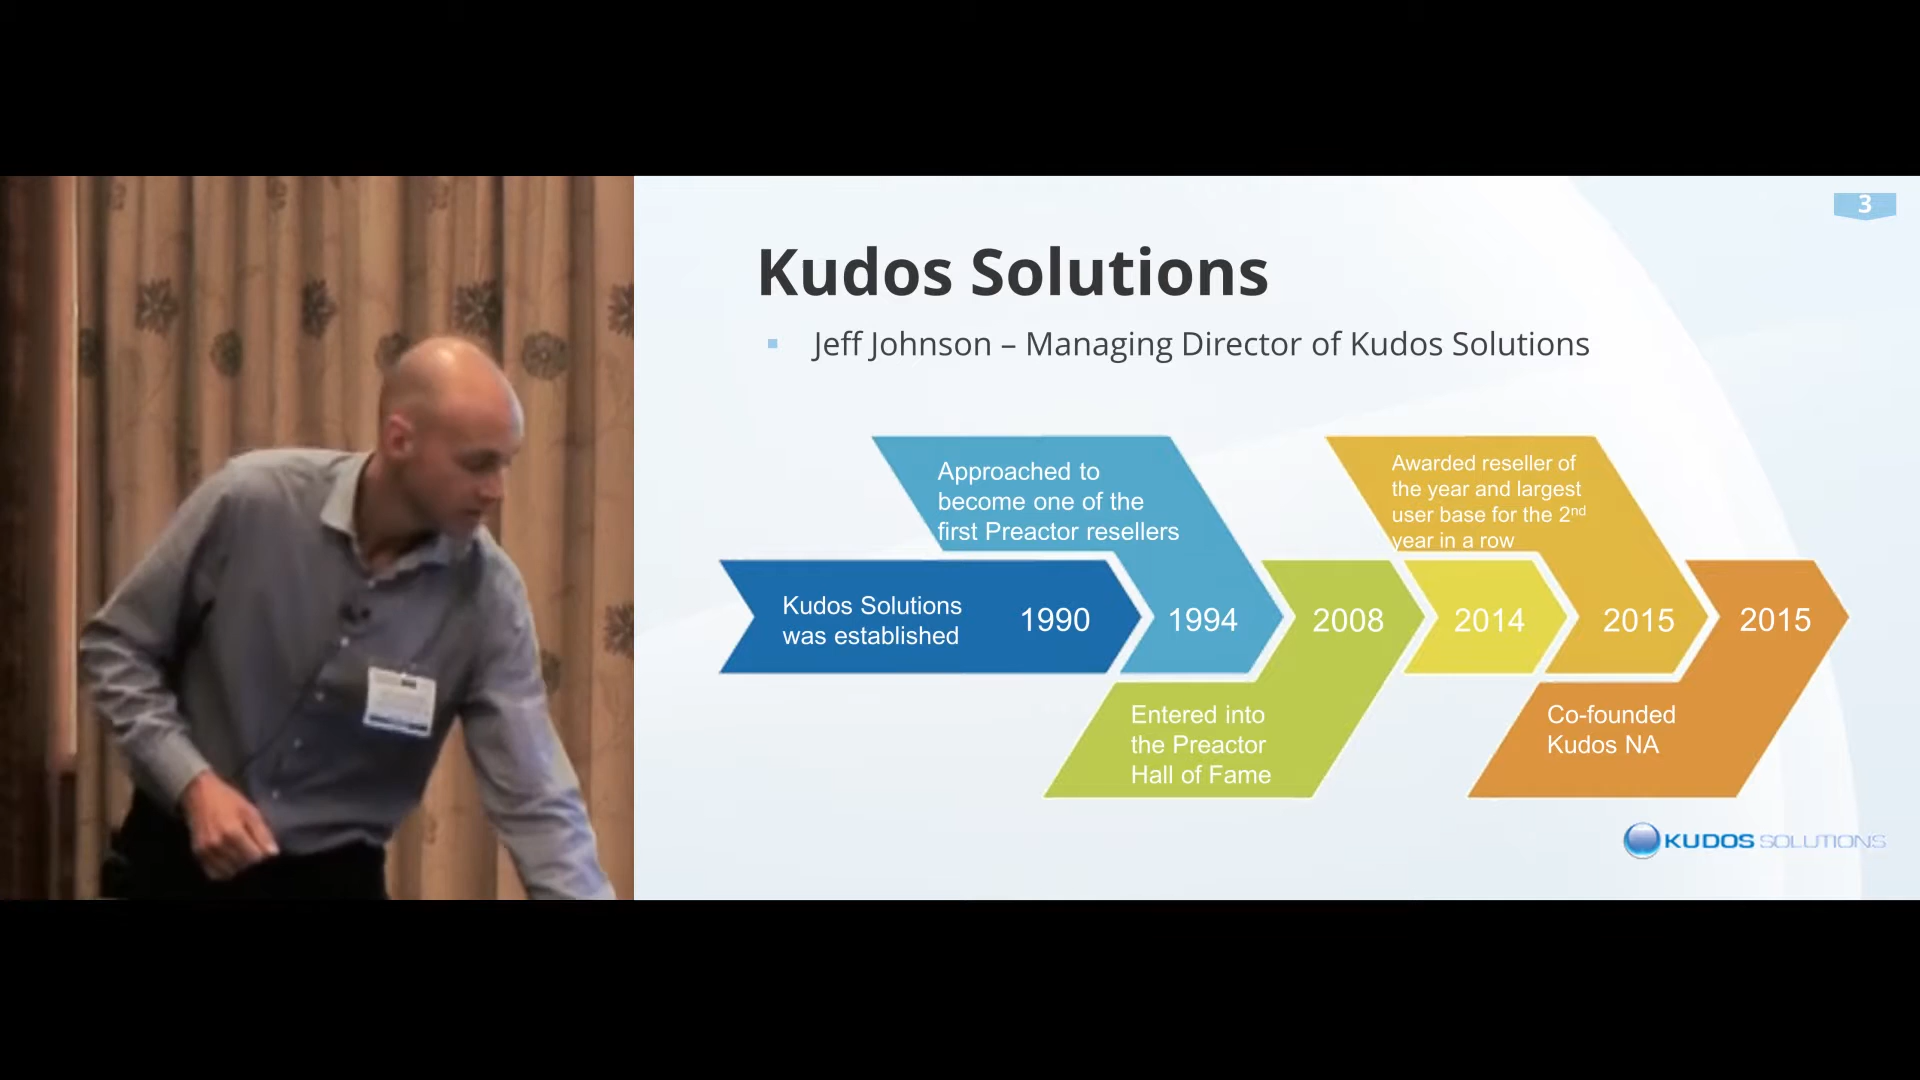 3
Kudos Solutions
Jeff Johnson – Managing Director of Kudos Solutions
Approached to
become one of the
first Preactor resellers
Awarded reseller of
the year and largest
user base for the 2nd
year in a row
Kudos Solutions
was established
1990
1994
2008
2014
2015
2015
Entered into
the Preactor
Hall of Fame
Co-founded
Kudos NA
KUDOS SOLUTIONS